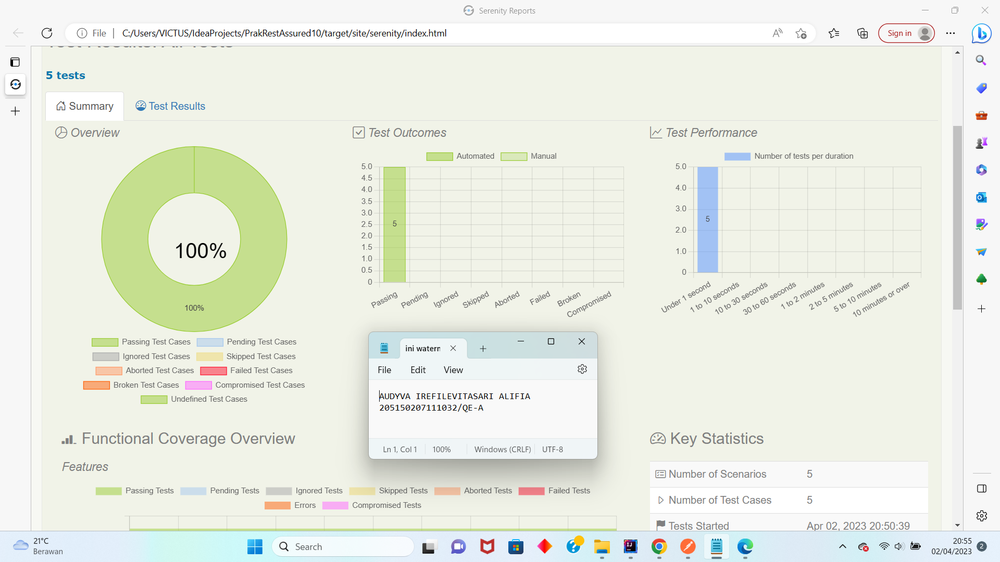 Serenity Reports
File
C:/Users/VICTUS/IdeaProjects/PrakRestAssured10/target/site/serenity/index.html
Sign in
5 tests
Summary
Test Results
Overview
100%
100%
Passing Test Cases
Pending Test Cases
Ignored Test Cases
Skipped Test Cases
Aborted Test Cases
Failed Test Cases
Broken Test Cases
Compromised Test Cases
Undefined Test Cases
Test Outcomes
Automated
Manual
5.0
4.5
4.0
3.5
3.0
2.5
2.0
1.5
1.0
0.5
0
5
Passing
Pending
Ignored
Skipped
Aborted
Failed
Broken
Compromised
Test Performance
Number of tests per duration
5.0
4.0
3.0
2.0
1.0
0
5
Under 1 second
1 to 10 seconds
10 to 30 seconds
30 to 60 seconds
1 to 2 minutes
2 to 5 minutes
5 to 10 minutes
10 minutes or over
ini waterm
File Edit View
AUDYVA IREFILEVITASARI ALIFIA
205150207111032/QE-A
Ln 1, Col 1
100%
Windows (CRLF)
UTF-8
Functional Coverage Overview
Features
Passing Tests
Pending Tests
Ignored Tests
Skipped Tests
Aborted Tests
Failed Tests
Errors
Compromised Tests
Key Statistics
Number of Scenarios 5
Number of Test Cases 5
Tests Started Apr 02, 2023 20:50:39
21°C
Berawan
Search
20:55
02/04/2023
2